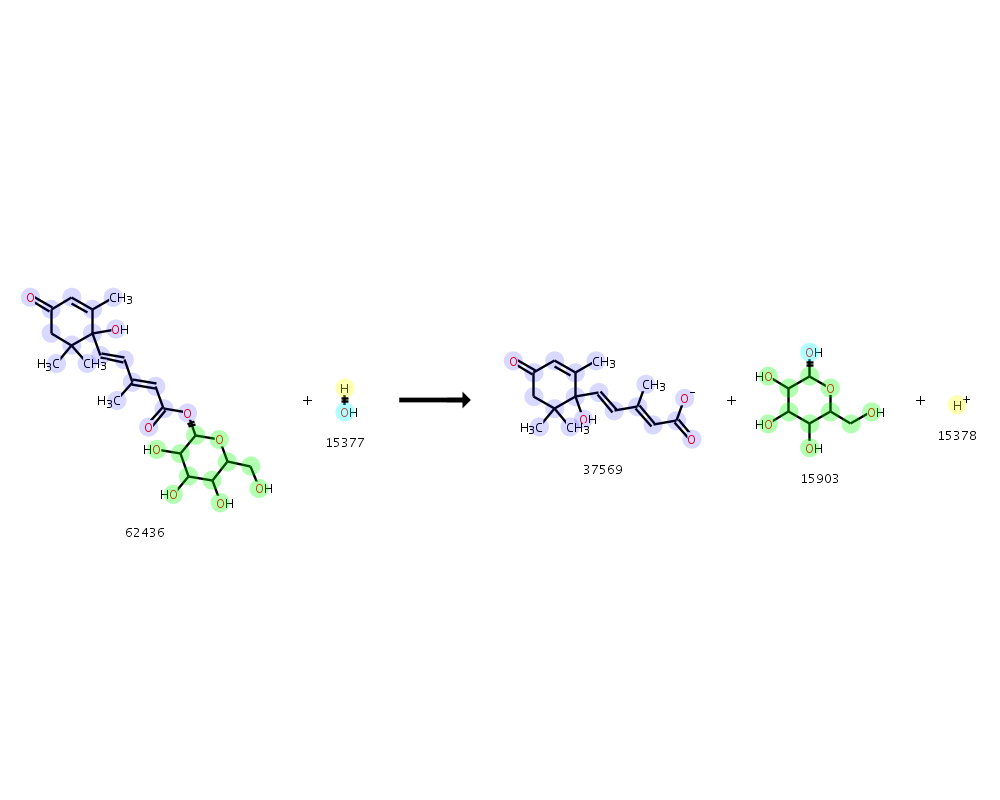 O
CH3
OH
H3C
CH3
H3C
O
O
O
HO
HO
OH
OH
62436
+
H
OH
15377
O
CH3
OH
H3C
CH3
CH3
O-
O
37569
+
OH
HO
O
HO
OH
OH
15903
+
H+
15378